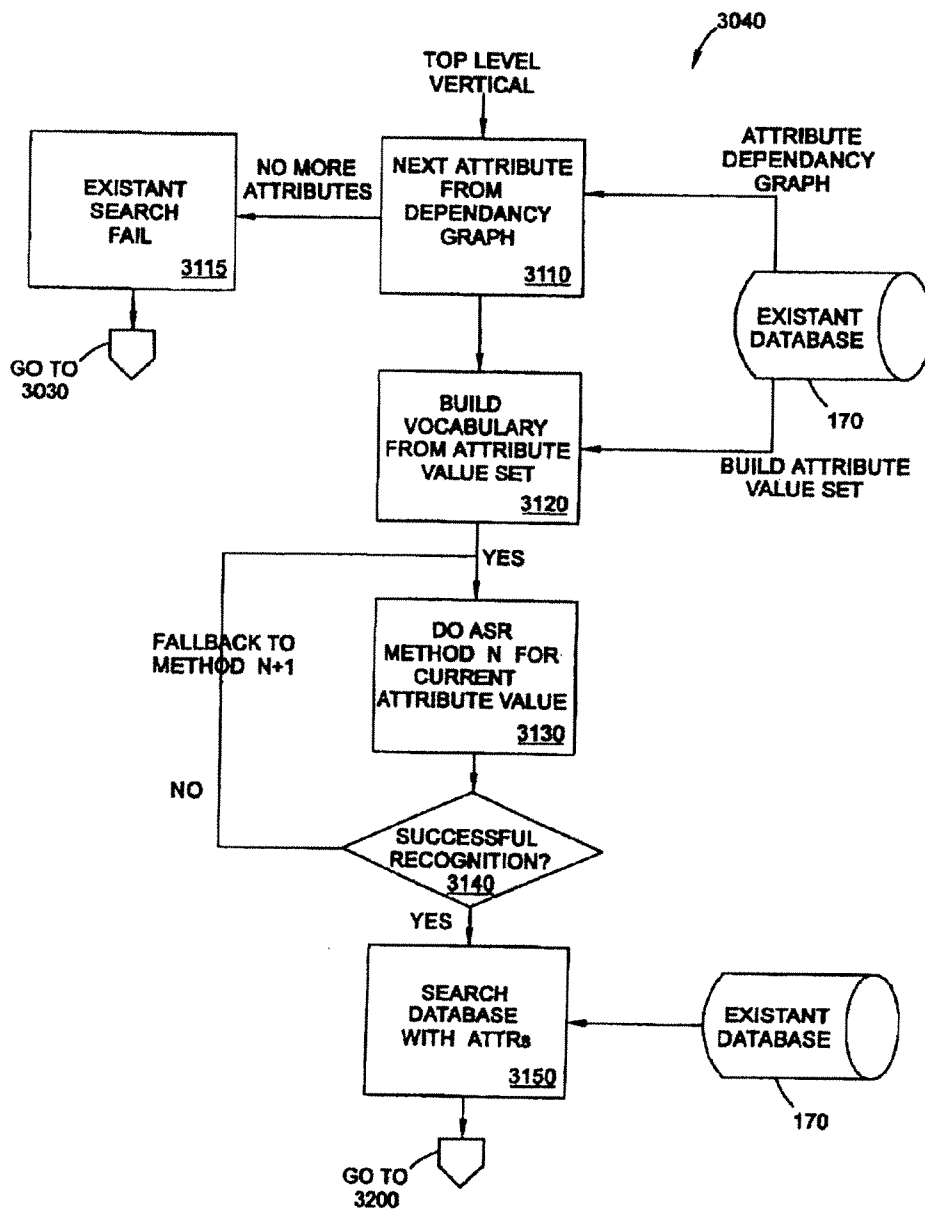 3040
TOP LEVEL
VERTICAL
EXISTANT
SEARCH
FAIL
3115
NO MORE
ATTRIBUTES
NEXT ATTRIBUTE
FROM
DEPENDANCY
GRAPH
3110
ATTRIBUTE
DEPENDANCY
GRAPH
EXISTANT
DATABASE
170
GO TO
3030
BUILD
VOCABULARY
FROM ATTRIBUTE
VALUE SET
3120
BUILD ATTRIBUTE
VALUE SET
YES
FALLBACK TO
METHOD N+1
DO ASR
METHOD N FOR
CURRENT
ATTRIBUTE VALUE
3130
NO
SUCCESSFUL
RECOGNITION?
3140
YES
SEARCH
DATABASE
WITH ATTRs
3150
EXISTANT
DATABASE
170
GO TO
3200